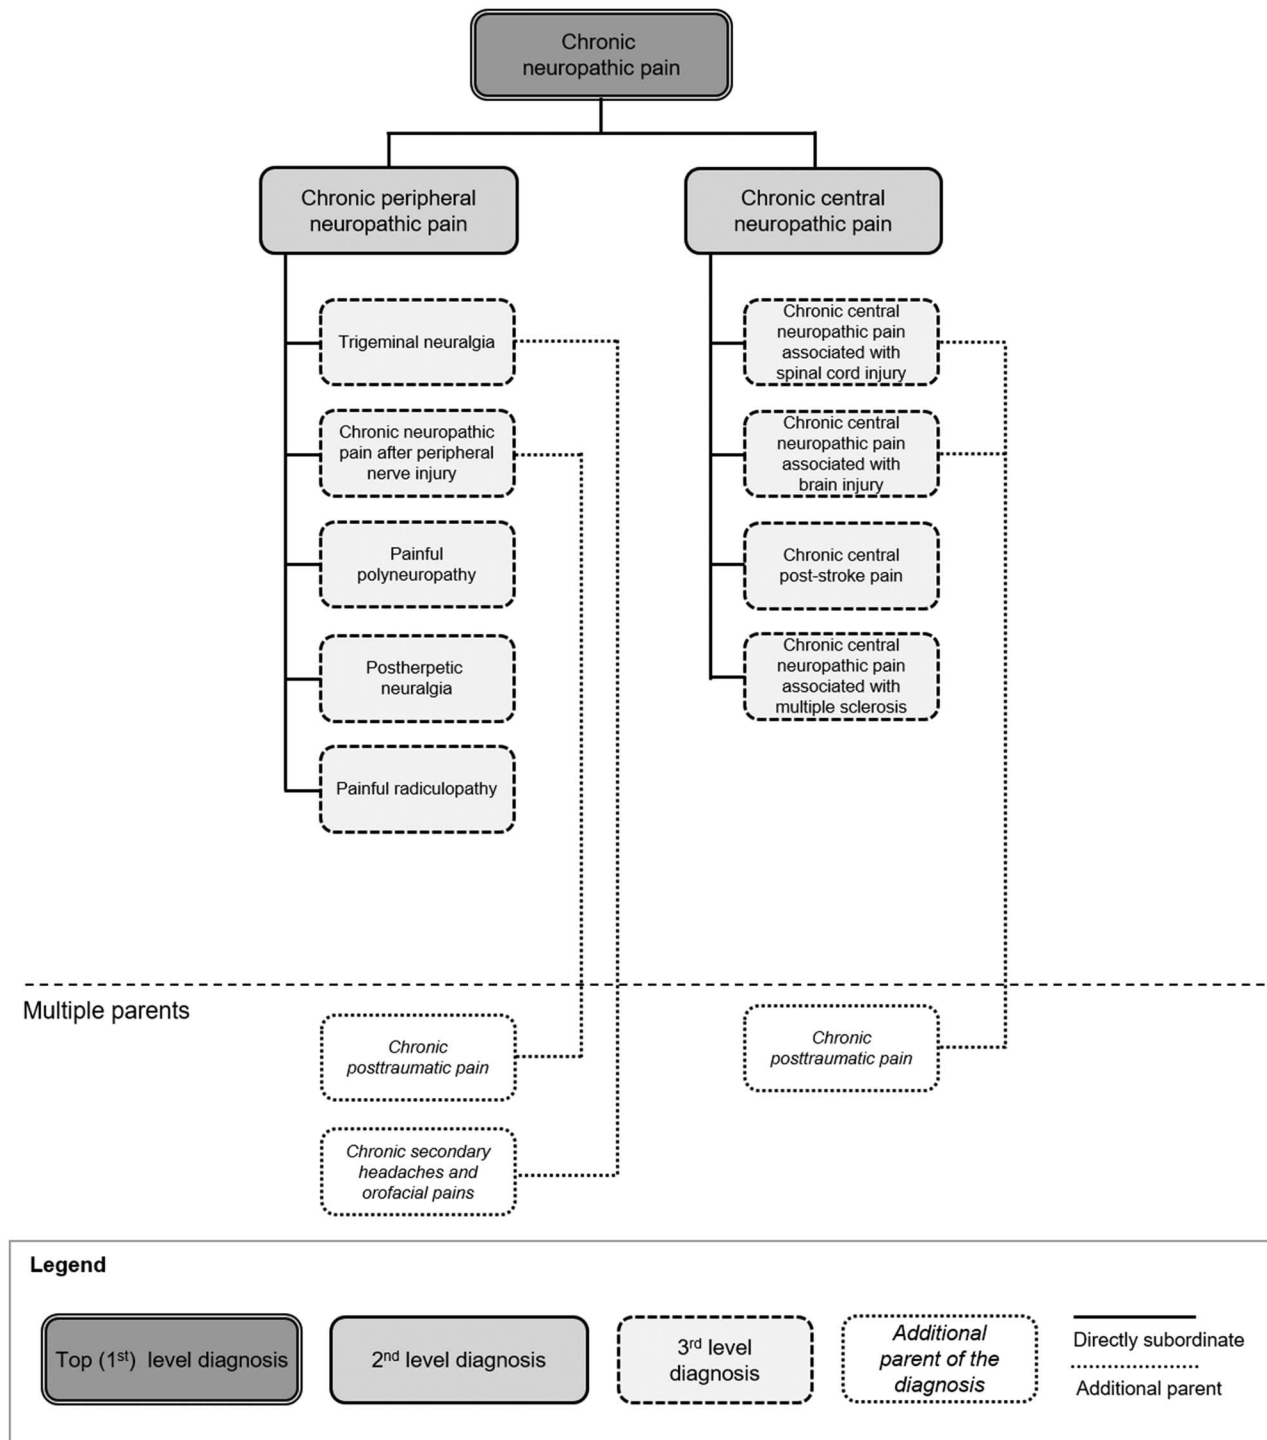 Chronic
neuropathic pain
Chronic peripheral
neuropathic pain
Chronic central
neuropathic pain
Trigeminal neuralgia
Chronic neuropathic
pain after peripheral
nerve injury
Painful
polyneuropathy
Postherpetic
neuralgia
Painful radiculopathy
Chronic central
neuropathic pain
associated with
spinal cord injury
Chronic central
neuropathic pain
associated with
brain injury
Chronic central
post-stroke pain
Chronic central
neuropathic pain
associated with
multiple sclerosis
Multiple parents
Chronic
posttraumatic pain
Chronic secondary
headaches and
orofacial pains
Chronic
posttraumatic pain
Legend
Top (1st) level diagnosis
2nd level diagnosis
3rd level
diagnosis
Additional
parent of the
diagnosis
Directly subordinate
Additional parent